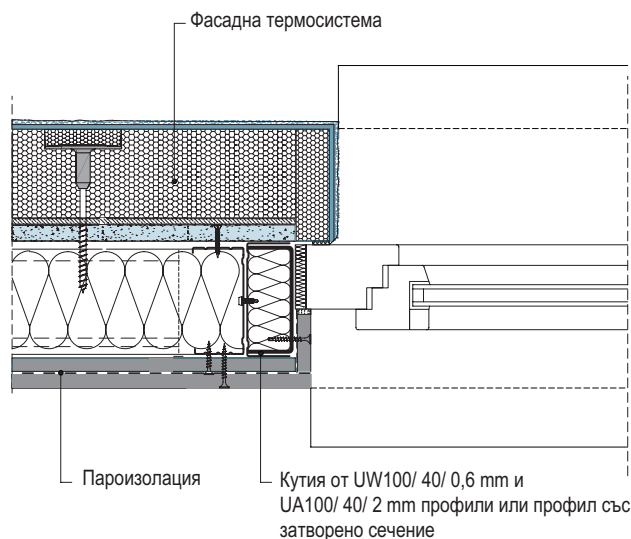 Фасадна термосистема
Пароизолация
Кутия от UW100/ 40/ 0,6 mm и
UA100/ 40/ 2 mm профили или профил със
затворено сечение